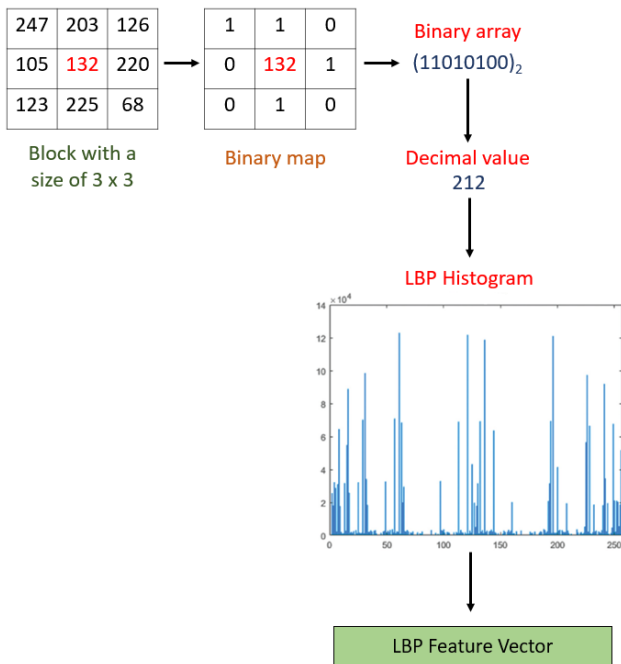 247 203 126
105 132 220
123 225 68
Block with a
size of 3 x 3
1 1 0
0 132 1
0 1 0
Binary map
Binary array
(11010100)₂
Decimal value
212
LBP Histogram
×10⁴
14
12
10
8
6
4
2
0
0 50 100 150 200 250
LBP Feature Vector